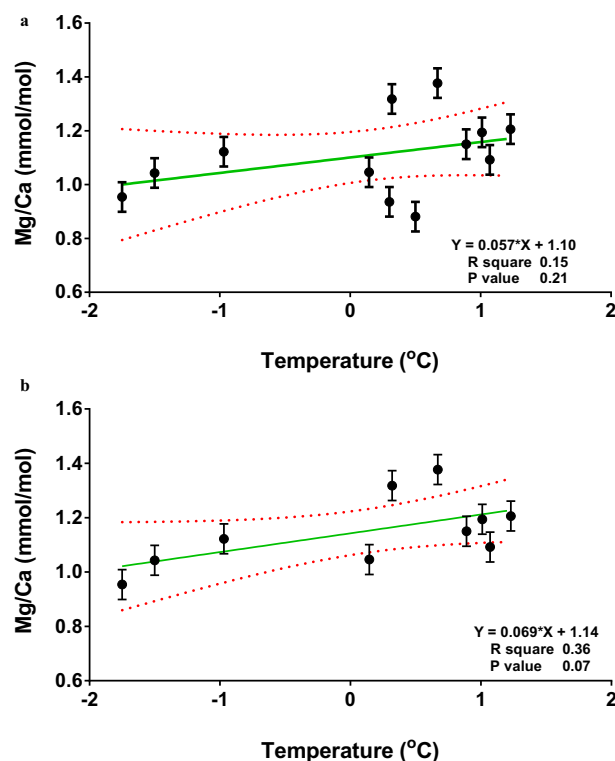 a
Mg/Ca (mmol/mol)
1.6
1.4
1.2
1.0
0.8
0.6
Y = 0.057*X + 1.10
R square 0.15
P value 0.21
-2
-1
0
1
2
Temperature (°C)
b
Mg/Ca (mmol/mol)
1.6
1.4
1.2
1.0
0.8
0.6
Y = 0.069*X + 1.14
R square 0.36
P value 0.07
-2
-1
0
1
2
Temperature (°C)